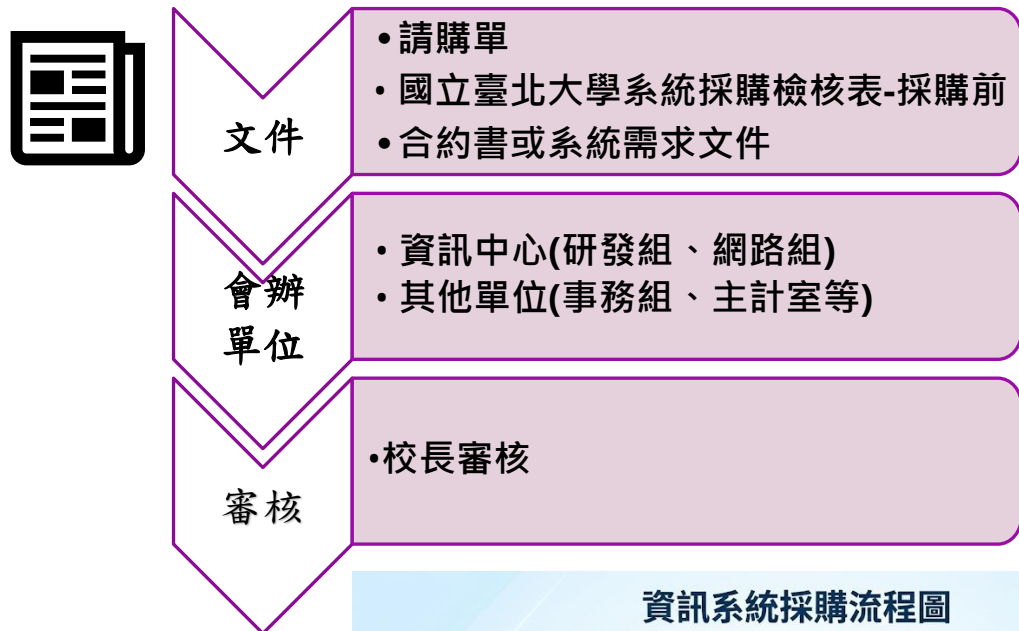 文件
•請購單
•國立臺北大學系統採購檢核表-採購前
•合約書或系統需求文件
會辦
單位
•資訊中心(研發組、網路組)
•其他單位(事務組、主計室等)
審核
•校長審核
資訊系統採購流程圖